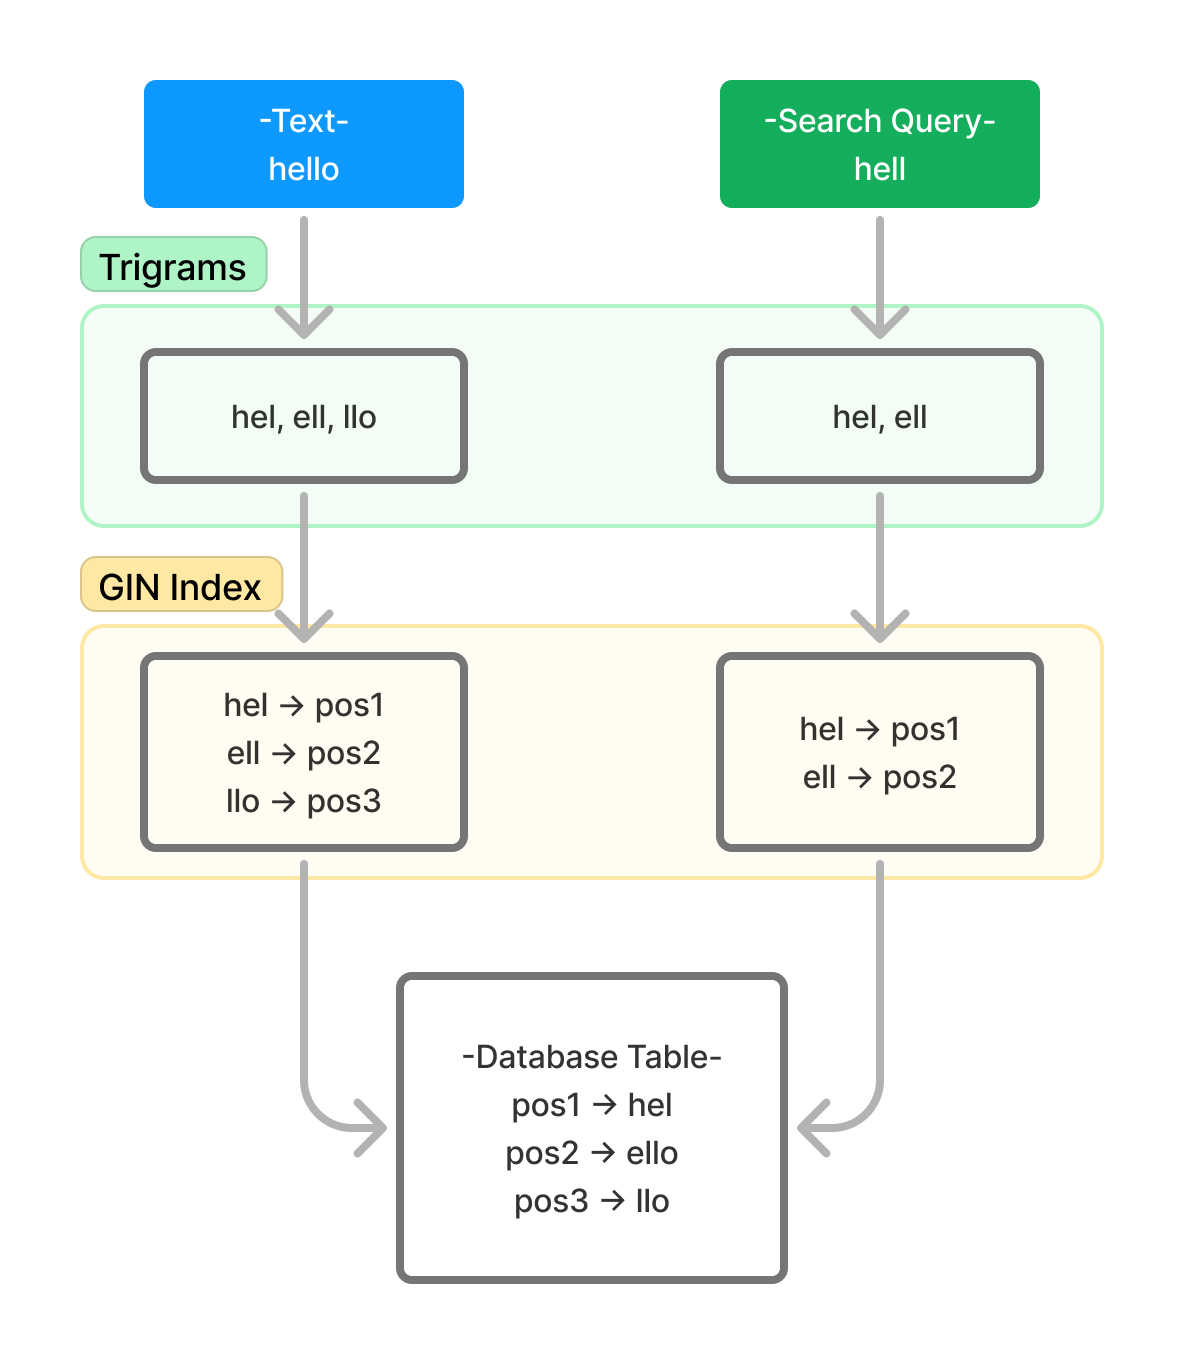 -Text-
hello
-Search Query-
hell
Trigrams
hel, ell, llo
hel, ell
GIN Index
hel → pos1
ell → pos2
llo → pos3
hel → pos1
ell → pos2
-Database Table-
pos1 → hel
pos2 → ello
pos3 → llo